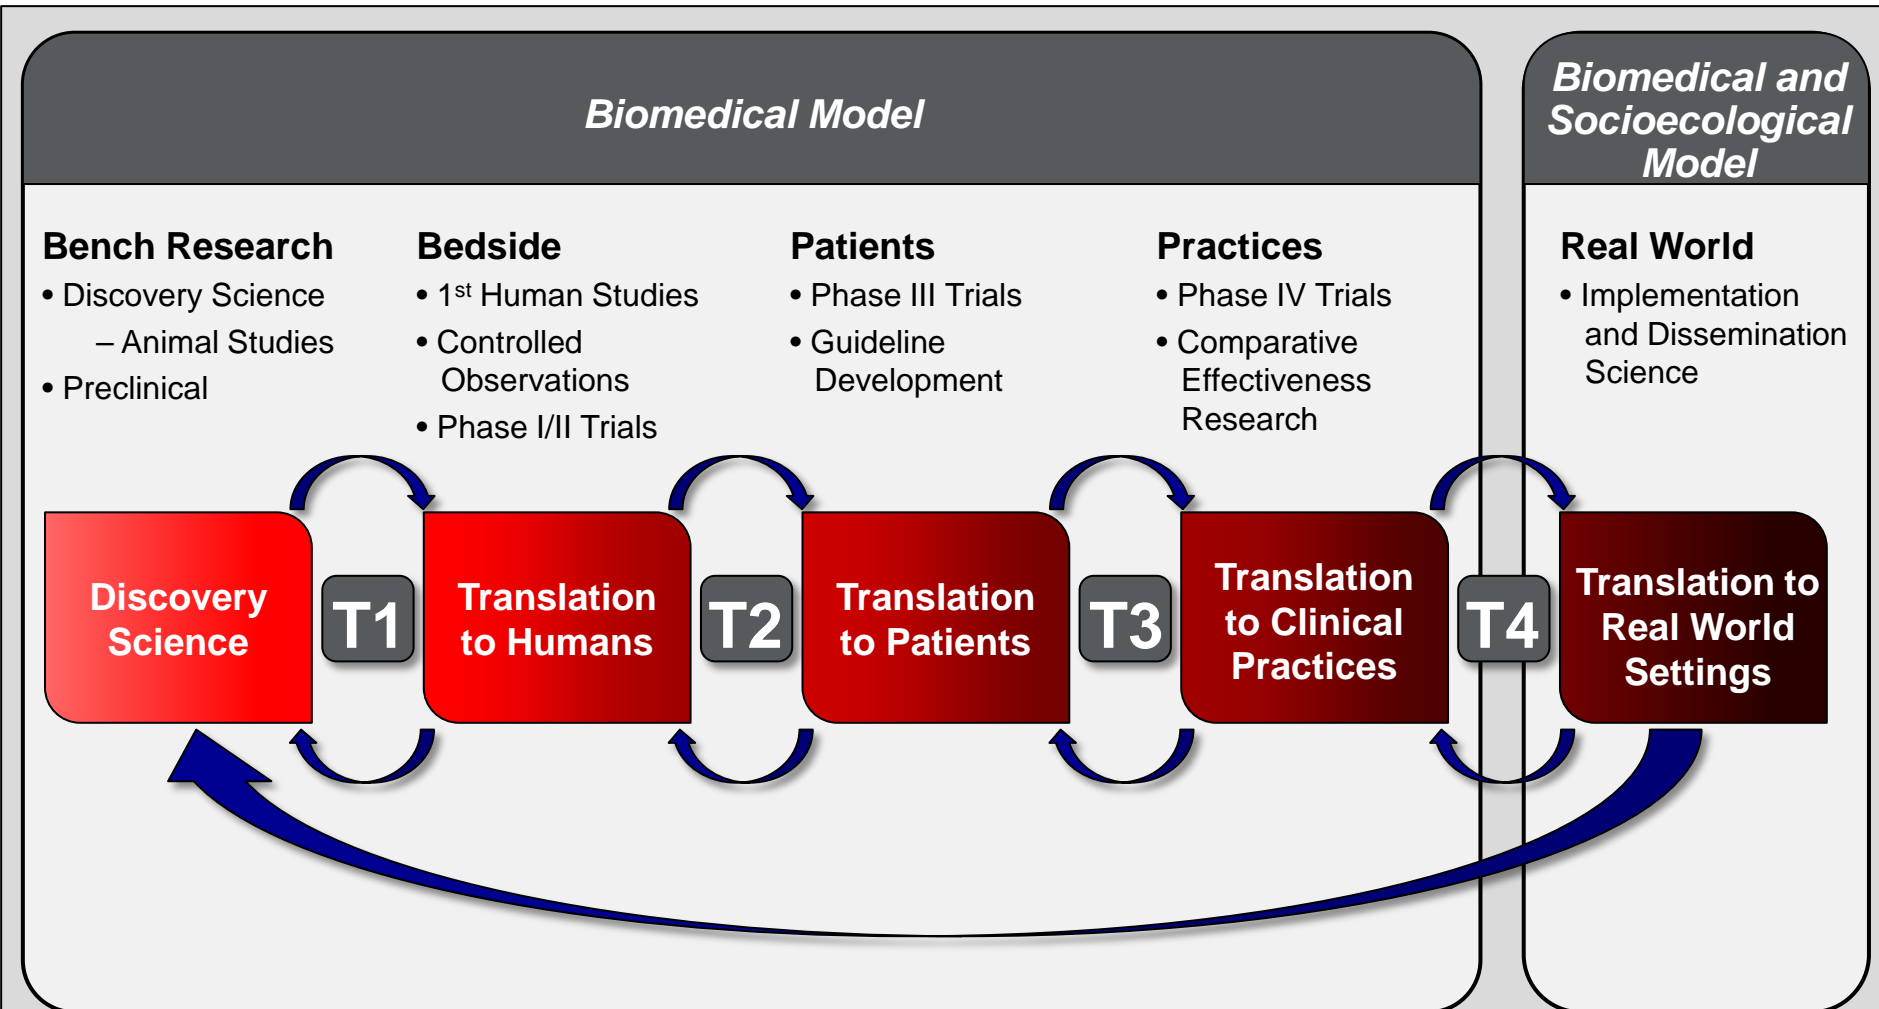 Biomedical Model
Biomedical and
Socioecological
Model
Bench Research
• Discovery Science
– Animal Studies
• Preclinical
Bedside
• 1st Human Studies
• Controlled
Observations
• Phase I/II Trials
Patients
• Phase III Trials
• Guideline
Development
Practices
• Phase IV Trials
• Comparative
Effectiveness
Research
Real World
• Implementation
and Dissemination
Science
Discovery
Science
T1
Translation
to Humans
T2
Translation
to Patients
T3
Translation
to Clinical
Practices
T4
Translation to
Real World
Settings